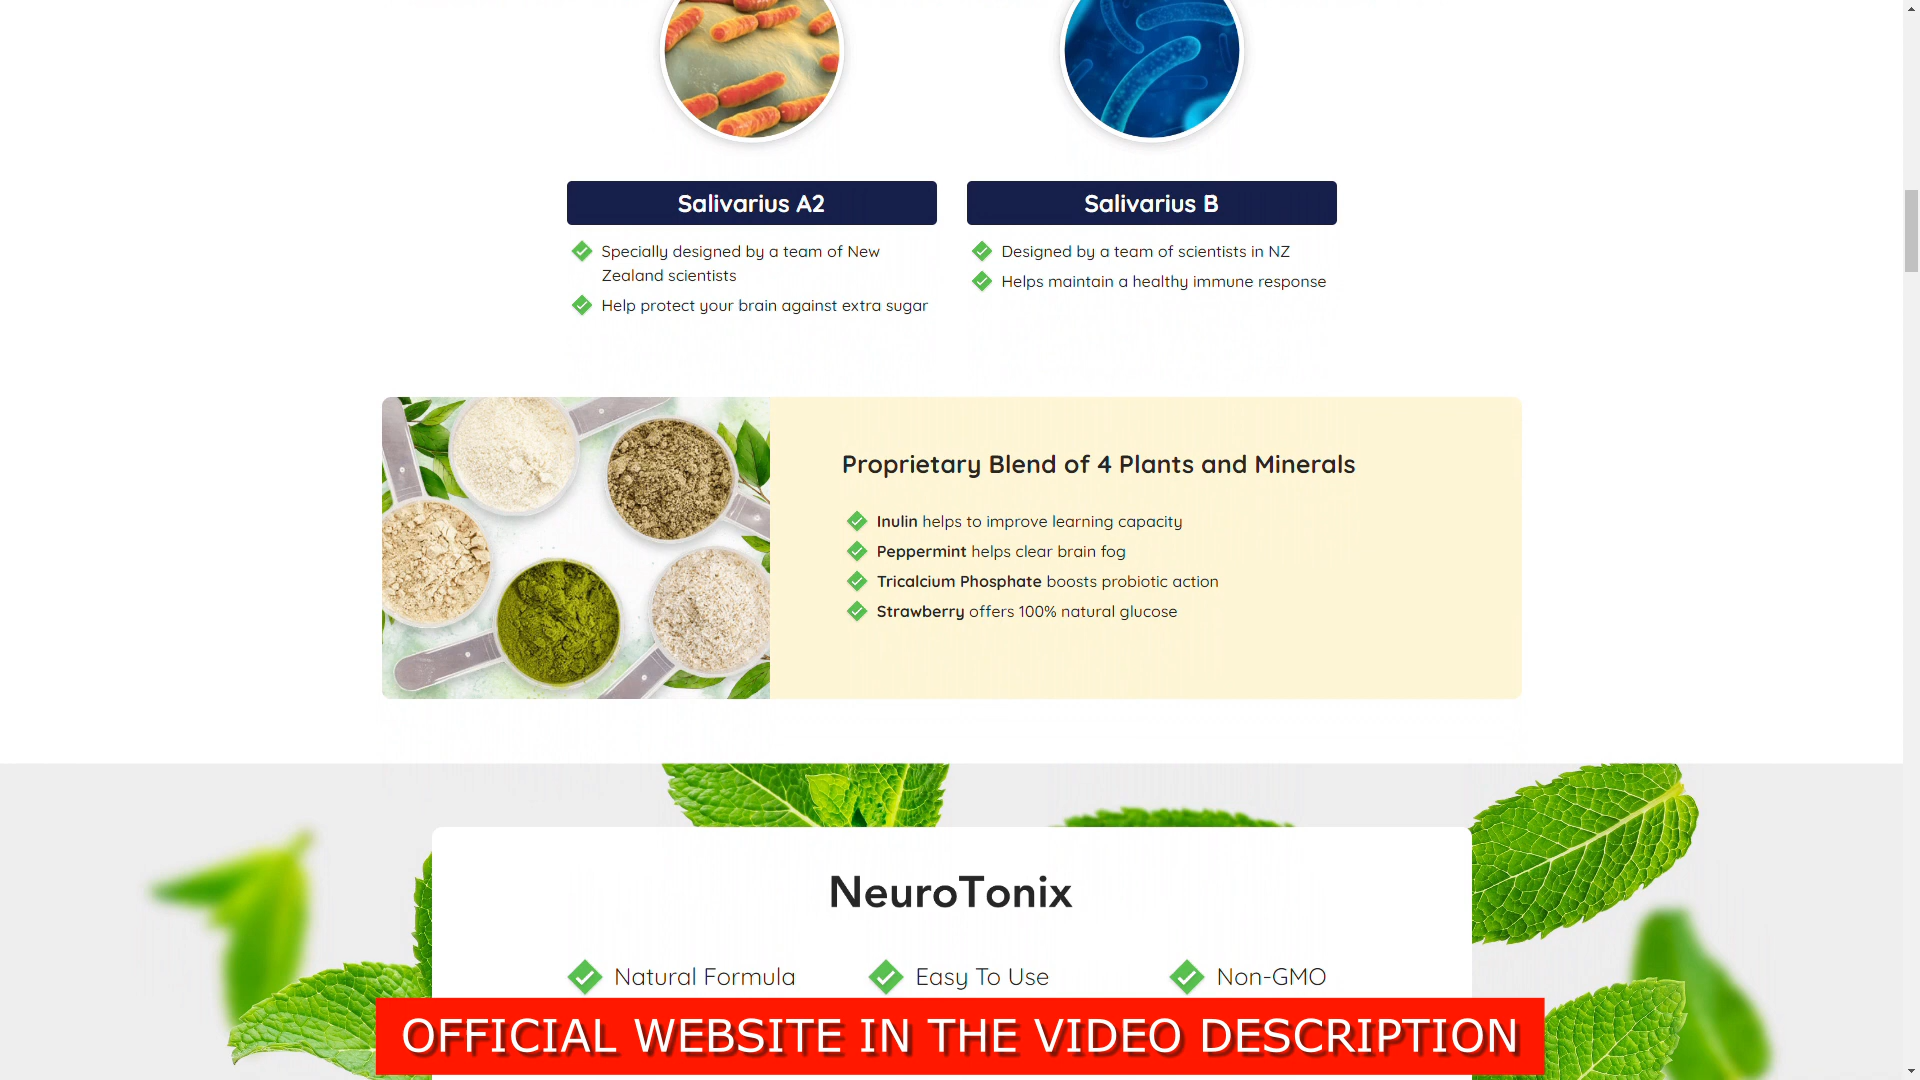 Salivarius A2
Specially designed by a team of New
Zealand scientists
Help protect your brain against extra sugar
Salivarius B
Designed by a team of scientists in NZ
Helps maintain a healthy immune response
Proprietary Blend of 4 Plants and Minerals
Inulin helps to improve learning capacity
Peppermint helps clear brain fog
Tricalcium Phosphate boosts probiotic action
Strawberry offers 100% natural glucose
NeuroTonix
Natural Formula
Easy To Use
Non-GMO
OFFICIAL WEBSITE IN THE VIDEO DESCRIPTION